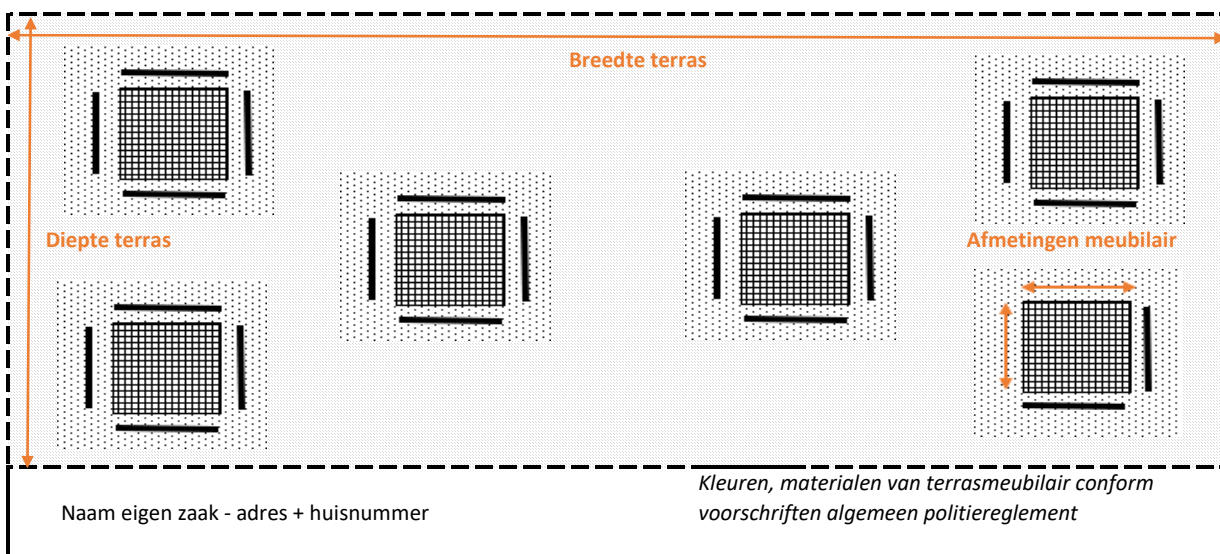 Breedte terras
Diepte terras
Afmetingen meubilair
Naam eigen zaak - adres + huisnummer
Kleuren, materialen van terrasmeubilair conform
voorschriften algemeen politiereglement